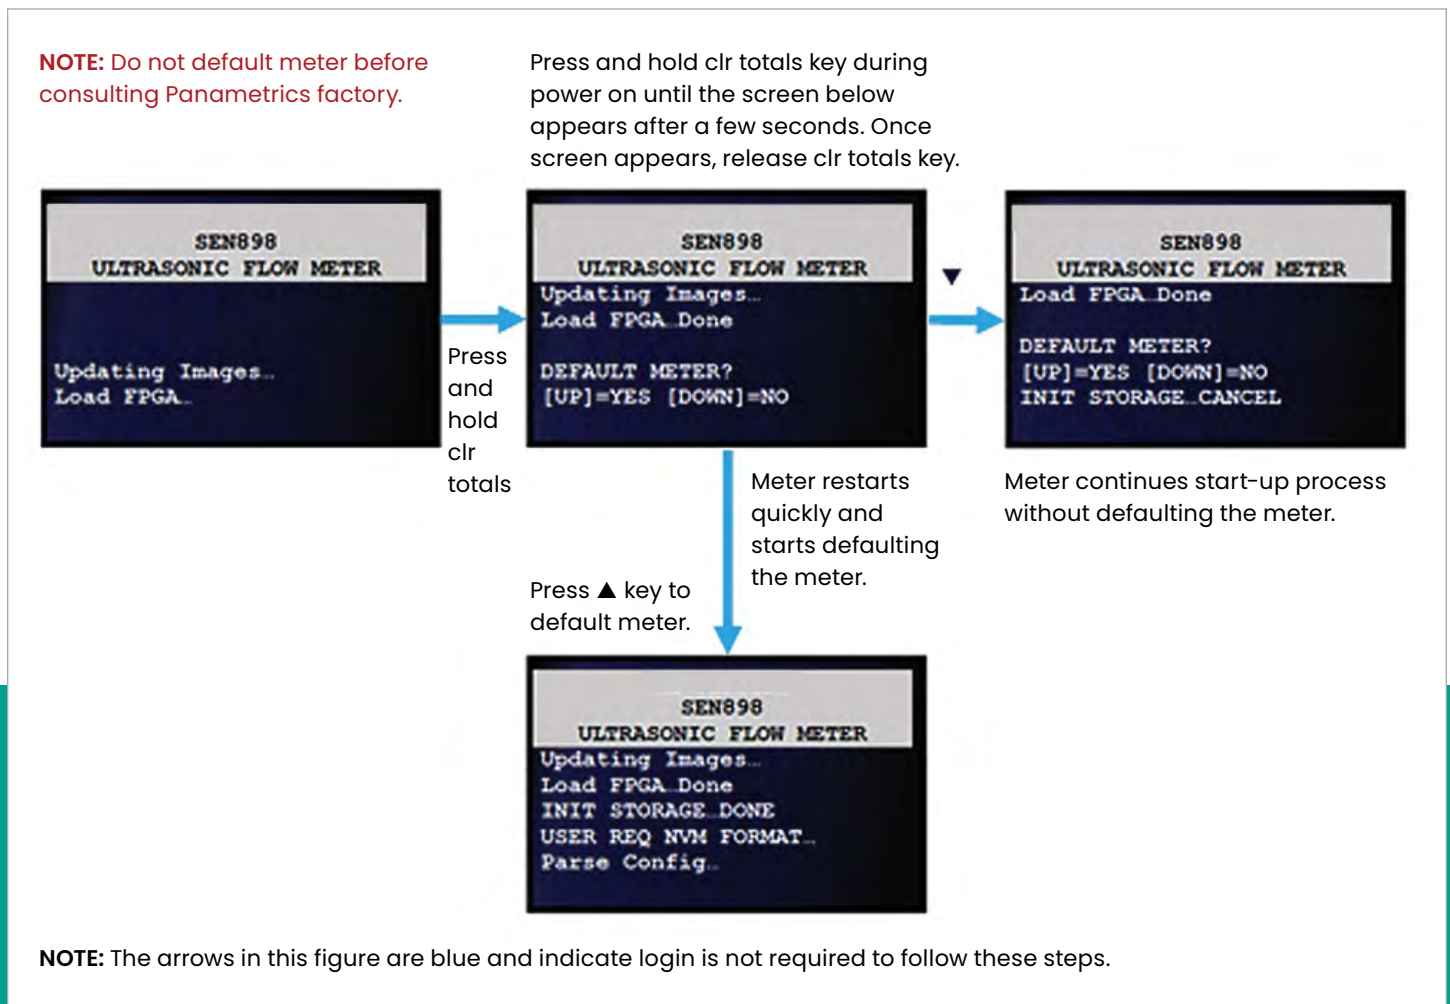 NOTE: Do not default meter before
consulting Panametrics factory.
Press and hold clr totals key during
power on until the screen below
appears after a few seconds. Once
screen appears, release clr totals key.
SEN898
ULTRASONIC FLOW METER
Updating Images…
Load FPGA…
Press
and
hold
clr
totals
SEN898
ULTRASONIC FLOW METER
Updating Images…
Load FPGA…Done
DEFAULT METER?
[UP]=YES [DOWN]=NO
▼
SEN898
ULTRASONIC FLOW METER
Load FPGA…Done
DEFAULT METER?
[UP]=YES [DOWN]=NO
INIT STORAGE…CANCEL
Meter restarts
quickly and
starts defaulting
the meter.
Meter continues start-up process
without defaulting the meter.
Press ▲ key to
default meter.
SEN898
ULTRASONIC FLOW METER
Updating Images…
Load FPGA…Done
INIT STORAGE…DONE
USER REQ NVM FORMAT…
Parse Config…
NOTE: The arrows in this figure are blue and indicate login is not required to follow these steps.